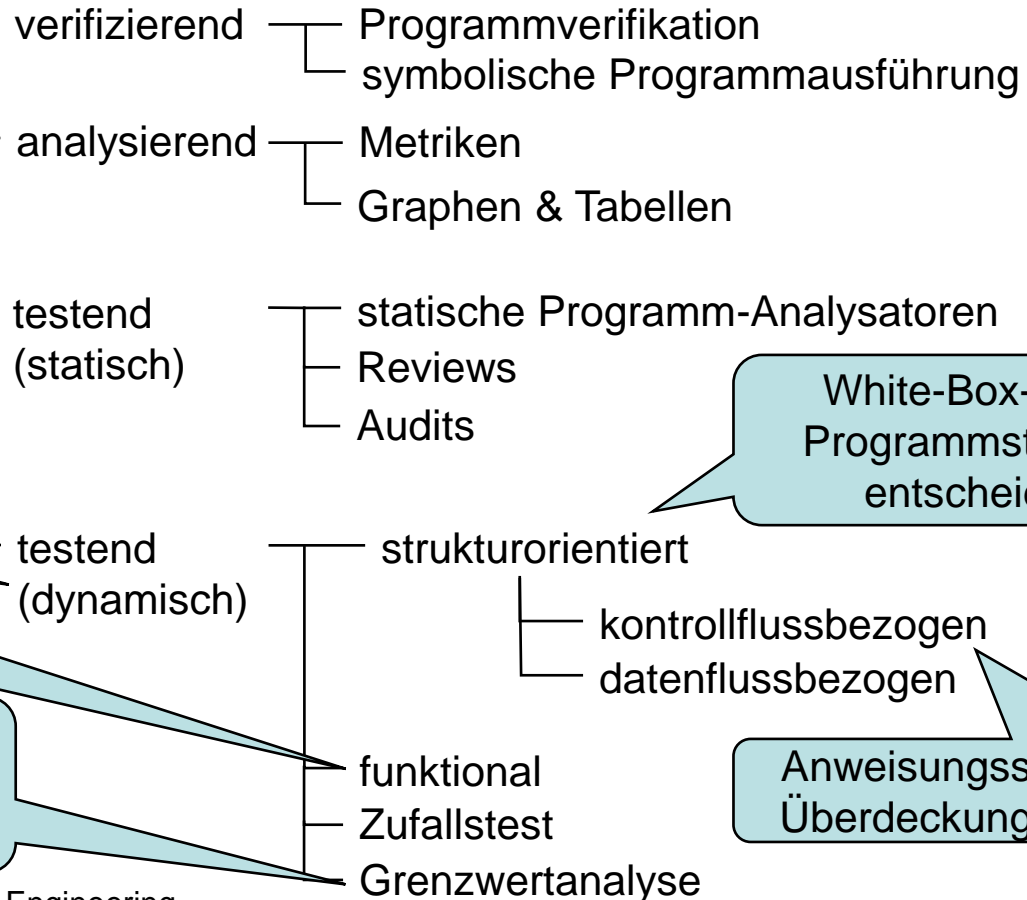 verifizierend
Programmverifikation
symbolische Programmausführung
analysierend
Metriken
Graphen & Tabellen
testend
(statisch)
statische Programm-Analysatoren
Reviews
Audits
White-Box-
Programmst
entschei
testend
(dynamisch)
strukturorientiert
kontrollflussbezogen
datenflussbezogen
Anweisungss
Überdeckung
funktional
Zufallstest
Grenzwertanalyse
Engineering